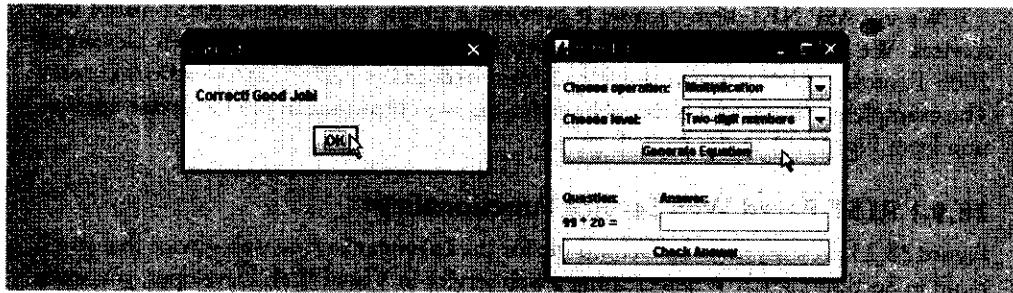 Correct! Good Job!
OK
Choose operation: Multiplication
Choose level: Two-digit numbers
Generate Equation
Question: Answer:
99 * 20 =
Check Answer